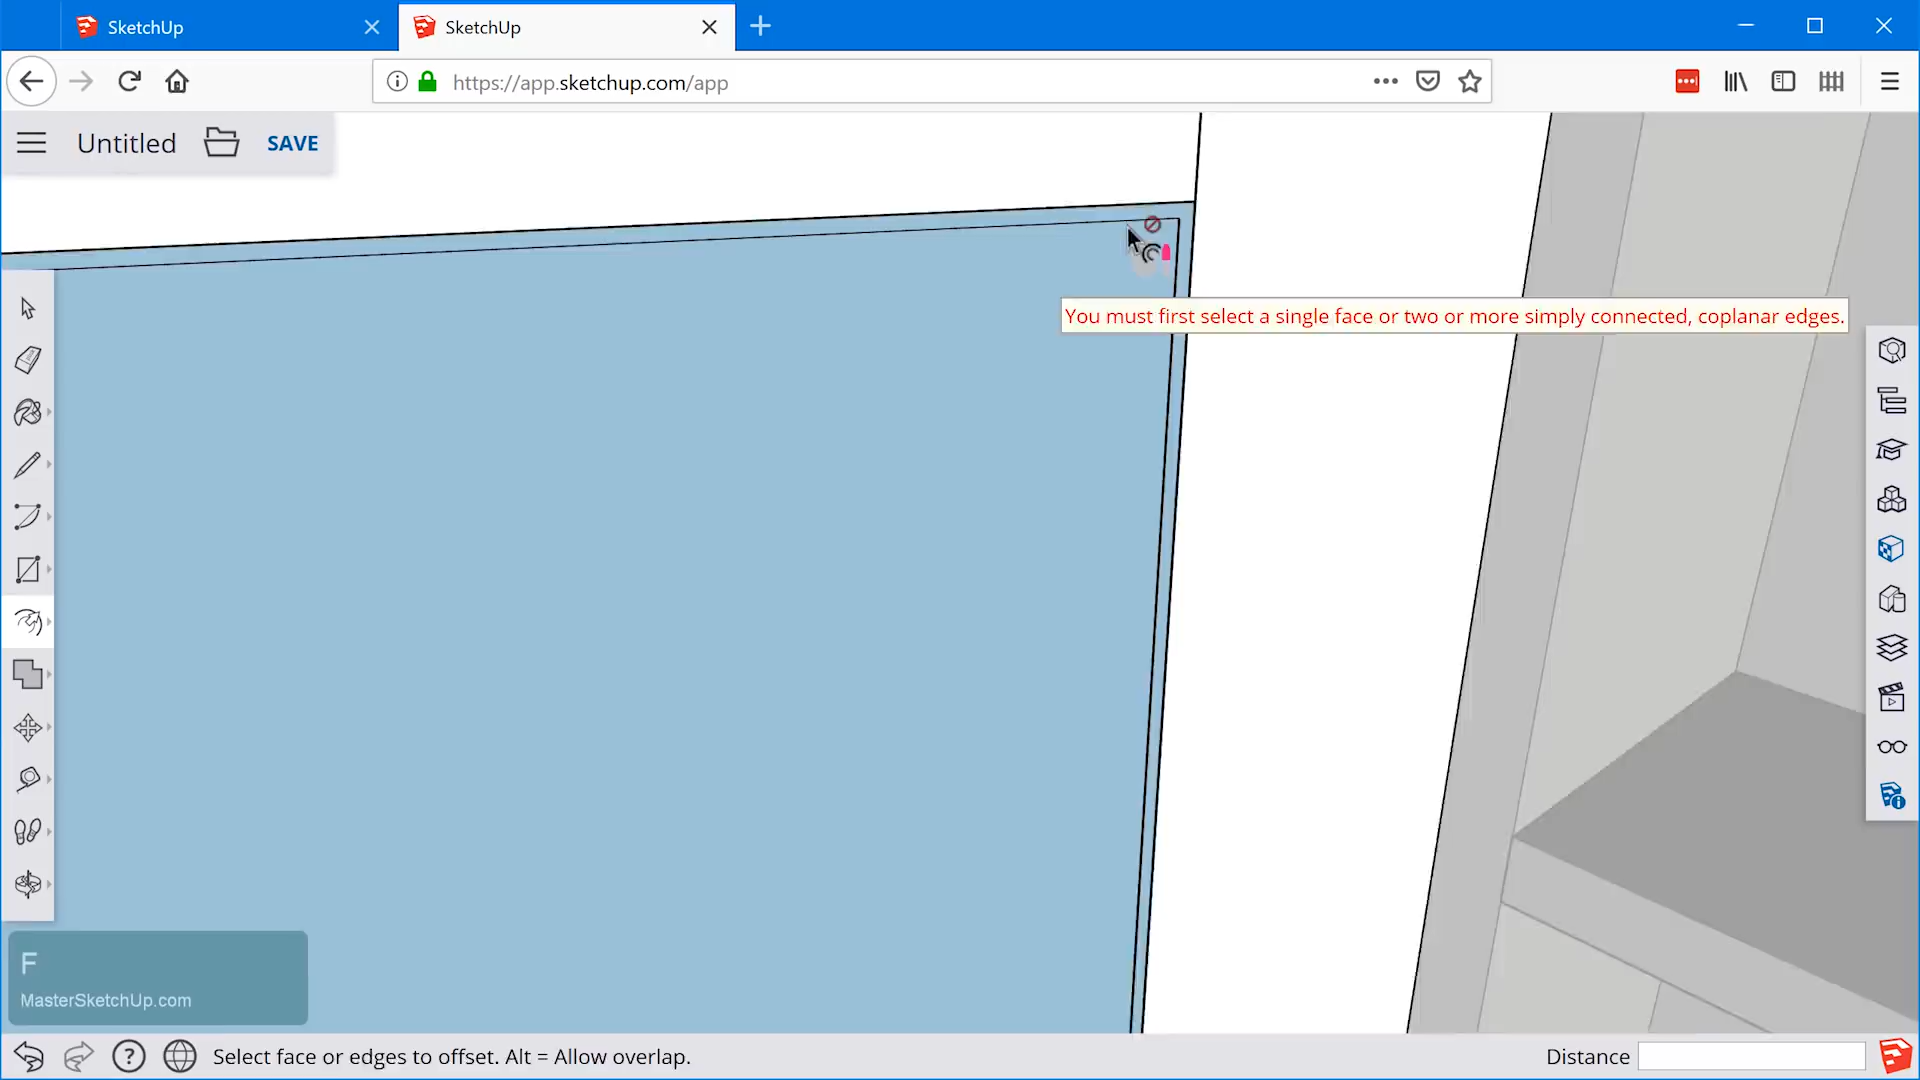 SketchUp
SketchUp
https://app.sketchup.com/app
Untitled
SAVE
You must first select a single face or two or more simply connected, coplanar edges.
F
MasterSketchUp.com
Select face or edges to offset. Alt = Allow overlap.
Distance